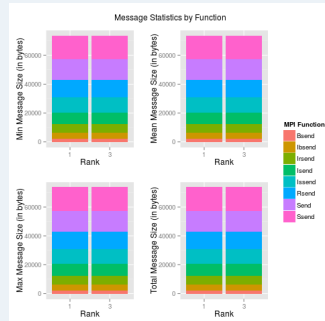 Message Statistics by Function
Min Message Size (in bytes)
60000
40000
20000
0
1
3
Rank
Mean Message Size (in bytes)
60000
40000
20000
0
1
3
Rank
MPI Function
Bsend
Ibsend
Irsend
Isend
Issend
Rsend
Send
Ssend
Max Message Size (in bytes)
60000
40000
20000
0
1
3
Rank
Total Message Size (in bytes)
60000
40000
20000
0
1
3
Rank